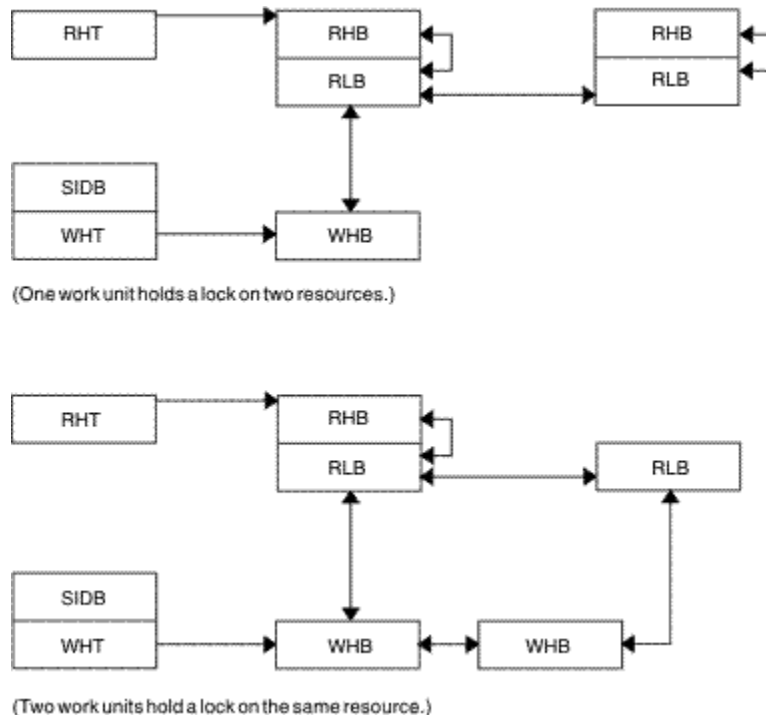 RHT
RHB
RHB
RLB
RLB
SIDB
WHT
WHB
(One work unit holds a lock on two resources.)
RHT
RHB
RLB
RLB
SIDB
WHT
WHB
WHB
(Two work units hold a lock on the same resource.)